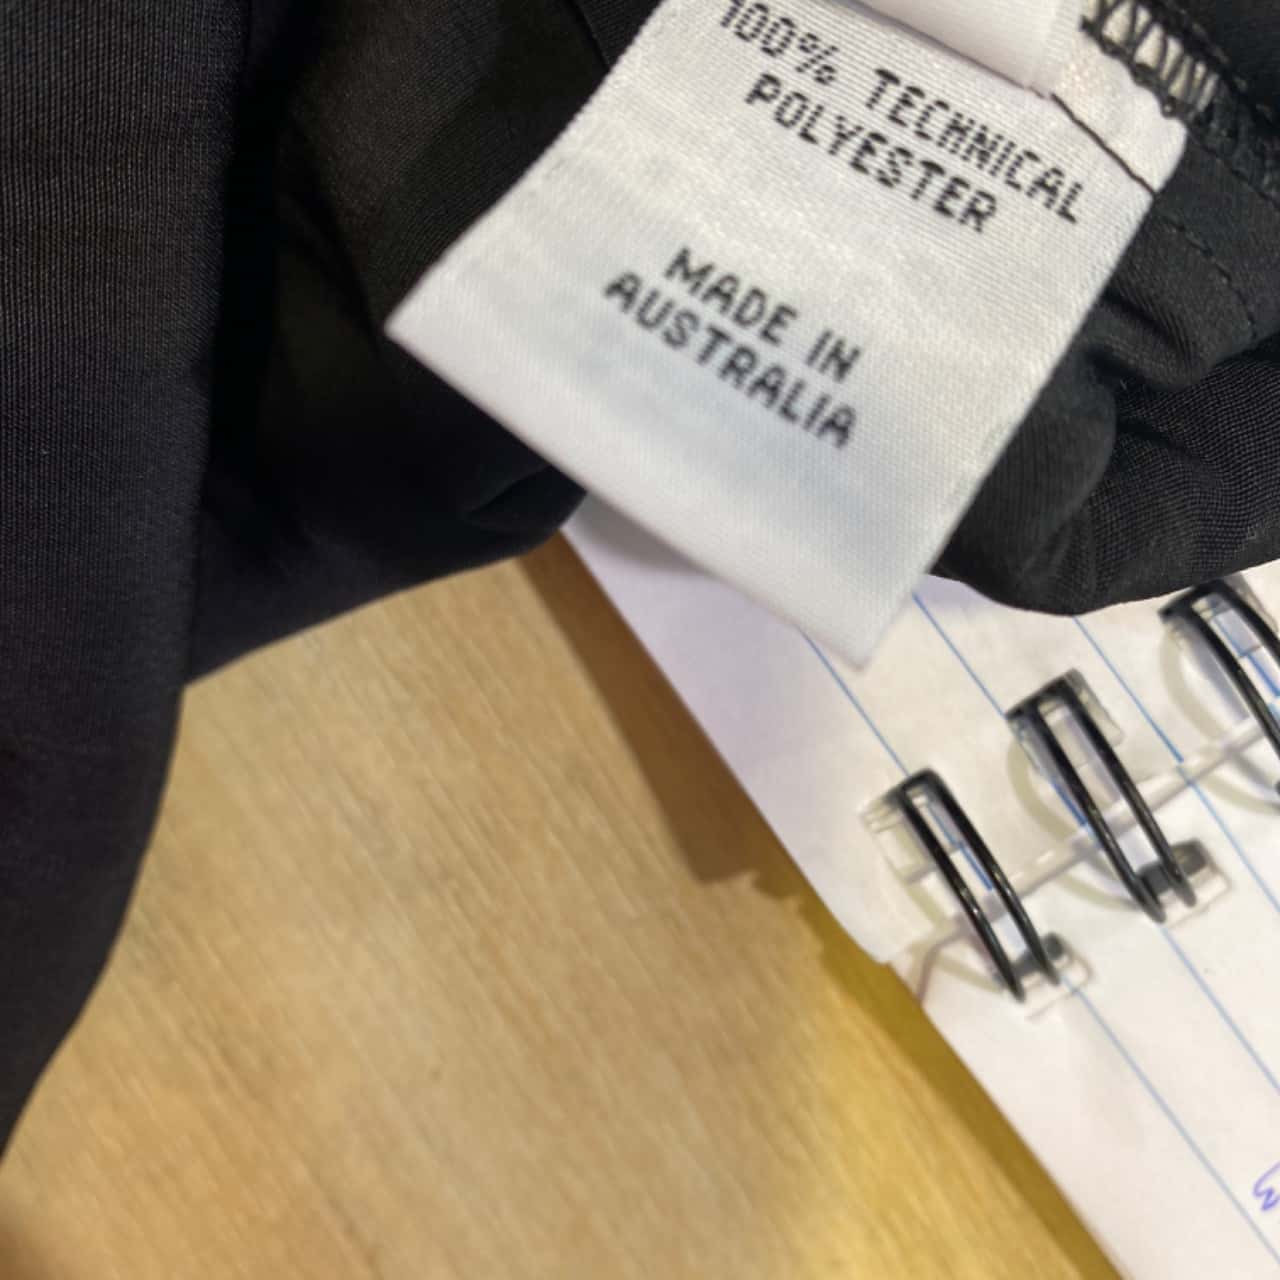 100% TECHNICAL
POLYESTER
MADE IN
AUSTRALIA